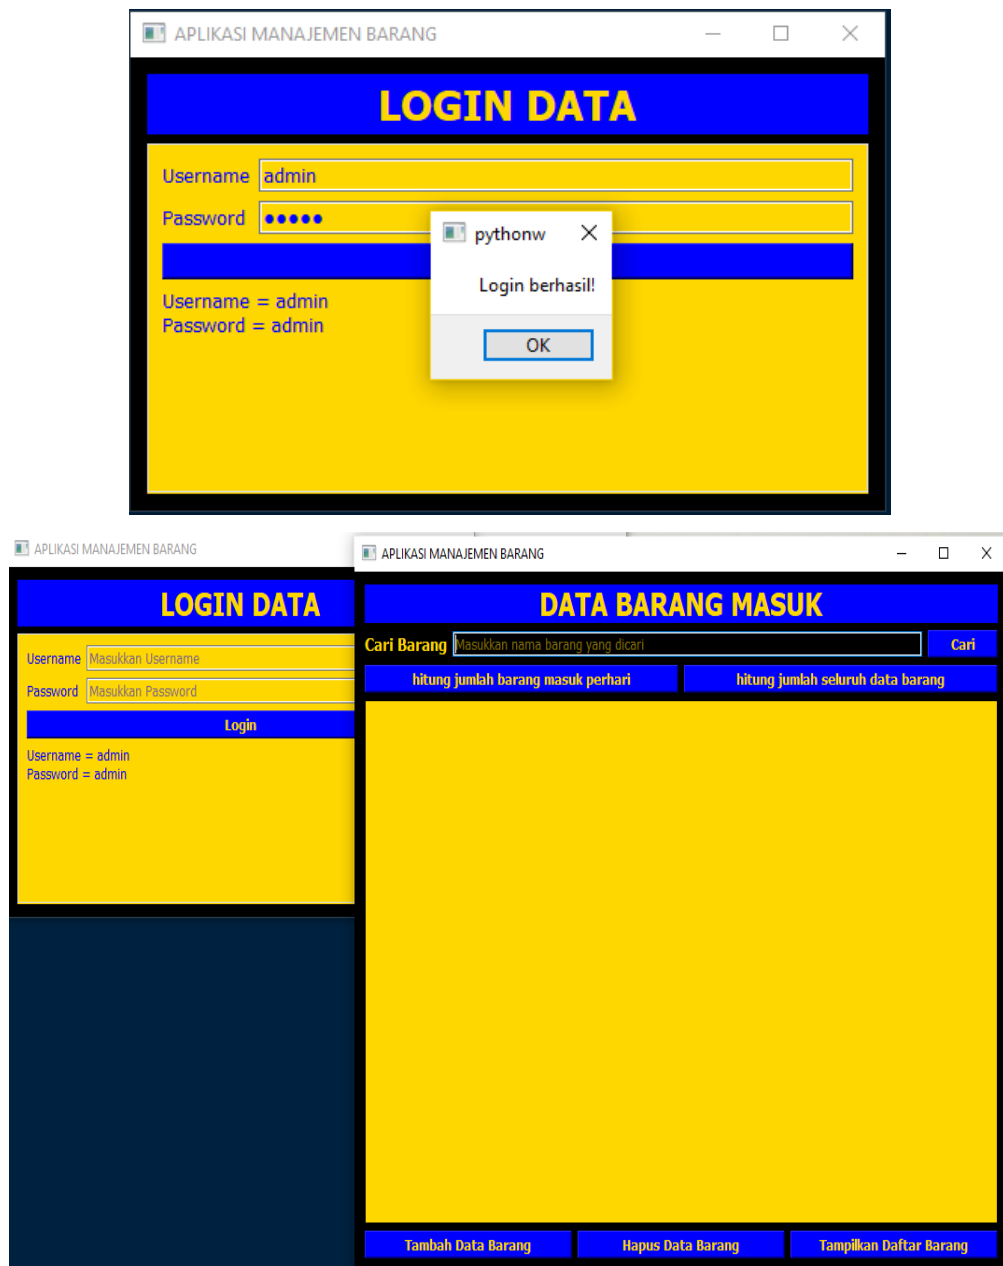 APLIKASI MANAJEMEN BARANG
LOGIN DATA
Username admin
Password ●●●●●
pythonw
Login berhasil!
OK
Username = admin
Password = admin
APLIKASI MANAJEMEN BARANG
LOGIN DATA
Username Masukkan Username
Password Masukkan Password
Login
Username = admin
Password = admin
APLIKASI MANAJEMEN BARANG
DATA BARANG MASUK
Cari Barang Masukkan nama barang yang dicari Cari
hitung jumlah barang masuk perhari hitung jumlah seluruh data barang
Tambah Data Barang Hapus Data Barang Tampilkan Daftar Barang